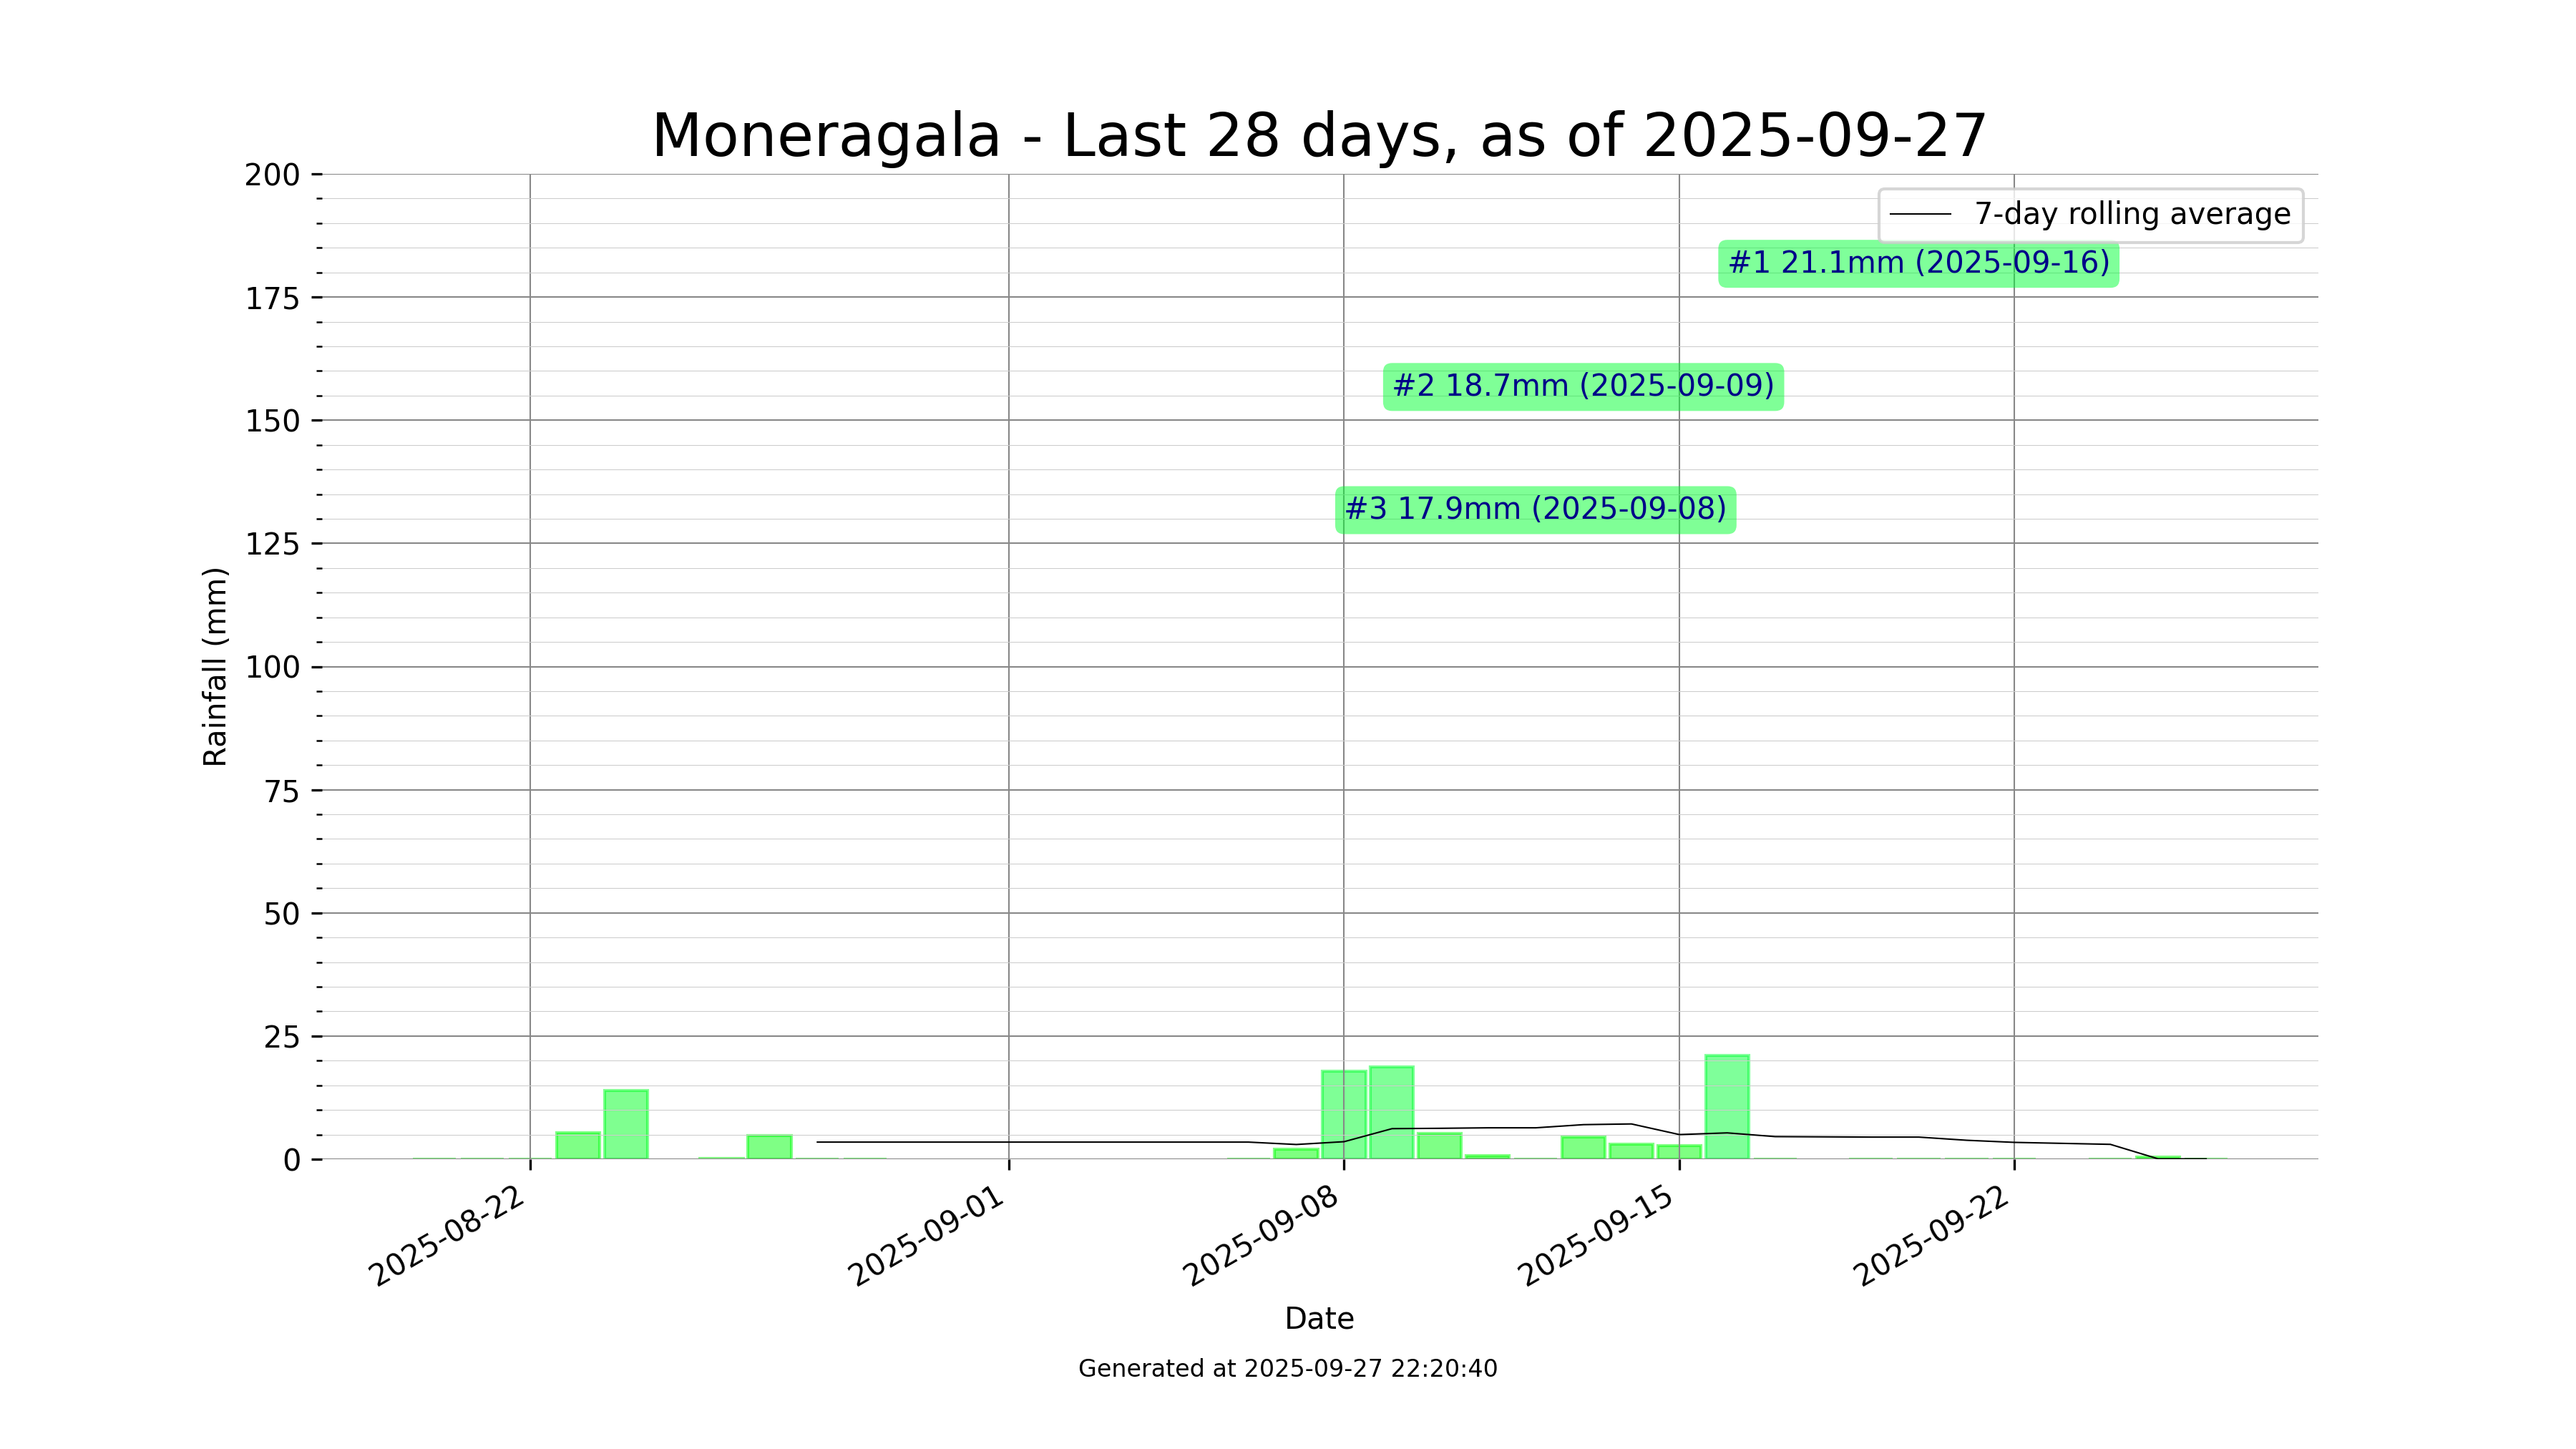 Moneragala - Last 28 days, as of 2025-09-27
200
175
150
125
100
75
50
25
0
Rainfall (mm)
7-day rolling average
#1 21.1mm (2025-09-16)
#2 18.7mm (2025-09-09)
#3 17.9mm (2025-09-08)
2025-08-22
2025-09-01
2025-09-08
2025-09-15
2025-09-22
Date
Generated at 2025-09-27 22:20:40